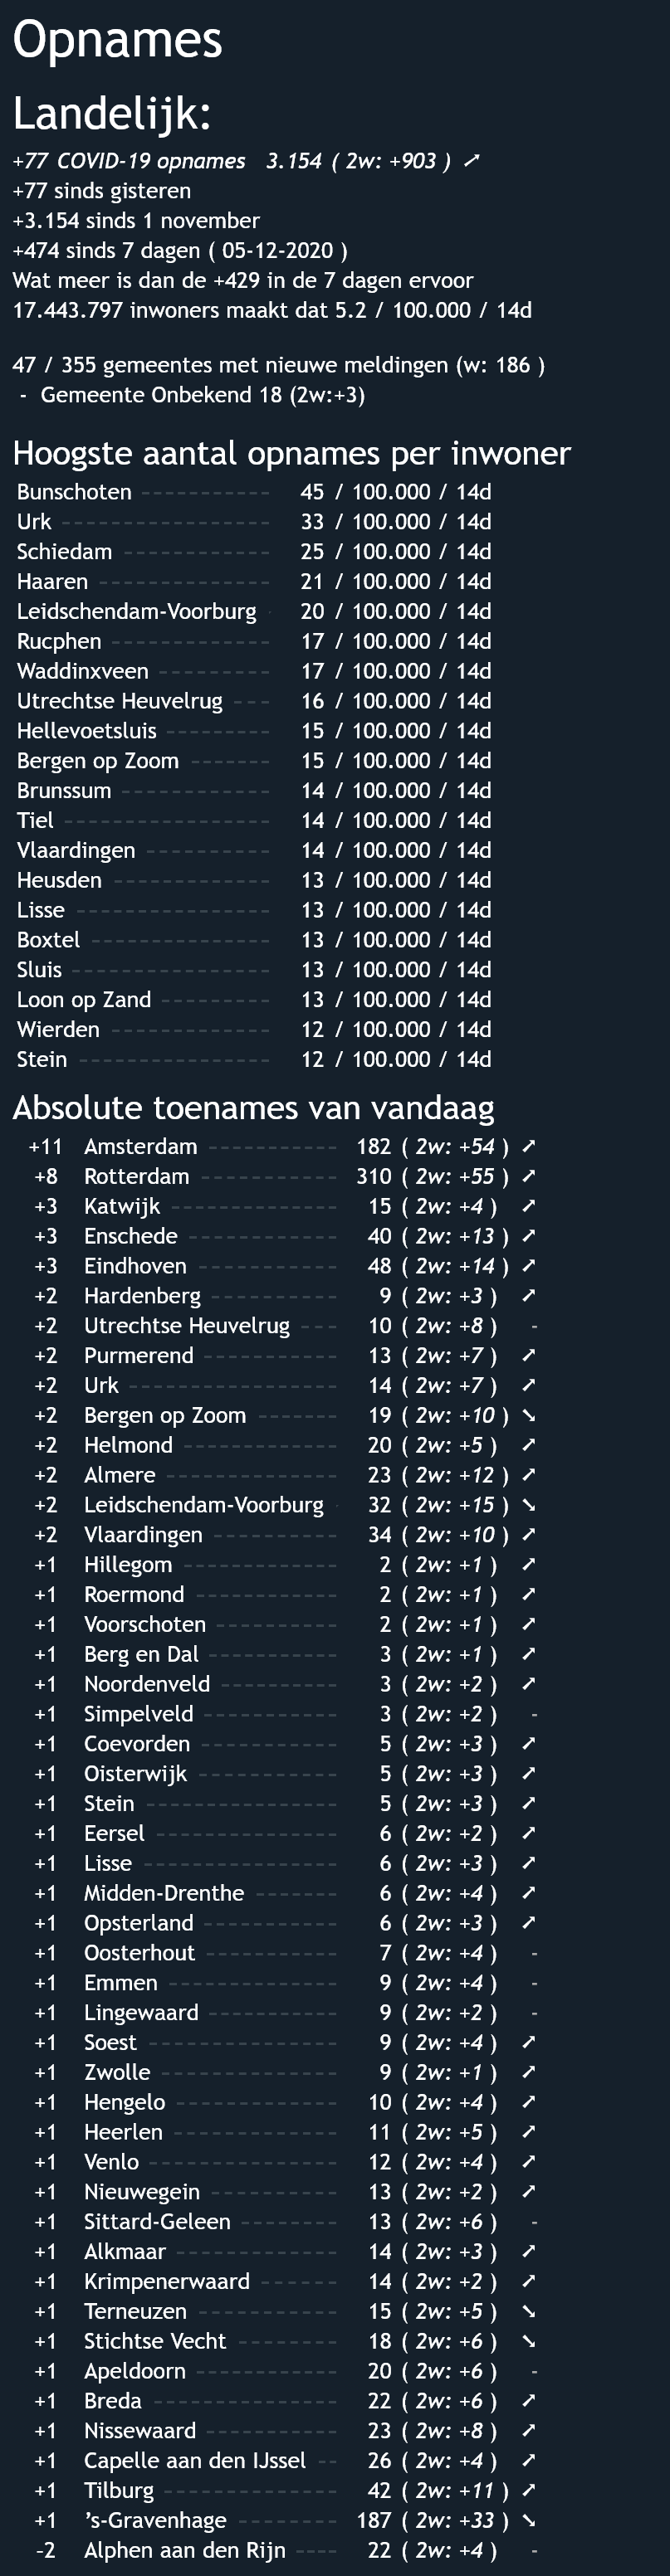 Opnames
Landelijk:
+77 COVID-19 opnames 3.154 ( 2w: +903 ) ➚
+77 sinds gisteren
+3.154 sinds 1 november
+474 sinds 7 dagen ( 05-12-2020 )
Wat meer is dan de +429 in de 7 dagen ervoor
17.443.797 inwoners maakt dat 5.2 / 100.000 / 14d
47 / 355 gemeentes met nieuwe meldingen (w: 186 )
- Gemeente Onbekend 18 (2w:+3)
Hoogste aantal opnames per inwoner
Bunschoten ----------- 45 / 100.000 / 14d
Urk ------------------ 33 / 100.000 / 14d
Schiedam ------------- 25 / 100.000 / 14d
Haaren --------------- 21 / 100.000 / 14d
Leidschendam-Voorburg - 20 / 100.000 / 14d
Rucphen -------------- 17 / 100.000 / 14d
Waddinxveen ---------- 17 / 100.000 / 14d
Utrechtse Heuvelrug --- 16 / 100.000 / 14d
Hellevoetsluis --------- 15 / 100.000 / 14d
Bergen op Zoom ------- 15 / 100.000 / 14d
Brunssum ------------- 14 / 100.000 / 14d
Tiel ------------------ 14 / 100.000 / 14d
Vlaardingen ----------- 14 / 100.000 / 14d
Heusden -------------- 13 / 100.000 / 14d
Lisse ----------------- 13 / 100.000 / 14d
Boxtel --------------- 13 / 100.000 / 14d
Sluis ----------------- 13 / 100.000 / 14d
Loon op Zand --------- 13 / 100.000 / 14d
Wierden -------------- 12 / 100.000 / 14d
Stein ---------------- 12 / 100.000 / 14d
Absolute toenames van vandaag
+11 Amsterdam ----------- 182 ( 2w: +54 ) ➚
+8 Rotterdam ------------ 310 ( 2w: +55 ) ➚
+3 Katwijk --------------- 15 ( 2w: +4 ) ➚
+3 Enschede ------------- 40 ( 2w: +13 ) ➚
+3 Eindhoven ------------ 48 ( 2w: +14 ) ➚
+2 Hardenberg ----------- 9 ( 2w: +3 ) ➚
+2 Utrechtse Heuvelrug --- 10 ( 2w: +8 ) -
+2 Purmerend ------------ 13 ( 2w: +7 ) ➚
+2 Urk ------------------ 14 ( 2w: +7 ) ➚
+2 Bergen op Zoom ------- 19 ( 2w: +10 ) ➘
+2 Helmond -------------- 20 ( 2w: +5 ) ➚
+2 Almere --------------- 23 ( 2w: +12 ) ➚
+2 Leidschendam-Voorburg - 32 ( 2w: +15 ) ➘
+2 Vlaardingen ----------- 34 ( 2w: +10 ) ➚
+1 Hillegom ------------- 2 ( 2w: +1 ) ➚
+1 Roermond ------------- 2 ( 2w: +1 ) ➚
+1 Voorschoten ---------- 2 ( 2w: +1 ) ➚
+1 Berg en Dal ----------- 3 ( 2w: +1 ) ➚
+1 Noordenveld ---------- 3 ( 2w: +2 ) ➚
+1 Simpelveld ------------ 3 ( 2w: +2 ) -
+1 Coevorden ------------ 5 ( 2w: +3 ) ➚
+1 Oisterwijk ------------ 5 ( 2w: +3 ) ➚
+1 Stein ---------------- 5 ( 2w: +3 ) ➚
+1 Eersel ---------------- 6 ( 2w: +2 ) ➚
+1 Lisse ----------------- 6 ( 2w: +3 ) ➚
+1 Midden-Drenthe ------- 6 ( 2w: +4 ) ➚
+1 Opsterland ------------ 6 ( 2w: +3 ) ➚
+1 Oosterhout ----------- 7 ( 2w: +4 ) -
+1 Emmen --------------- 9 ( 2w: +4 ) -
+1 Lingewaard ----------- 9 ( 2w: +2 ) -
+1 Soest ---------------- 9 ( 2w: +4 ) ➚
+1 Zwolle --------------- 9 ( 2w: +1 ) ➚
+1 Hengelo -------------- 10 ( 2w: +4 ) ➚
+1 Heerlen -------------- 11 ( 2w: +5 ) ➚
+1 Venlo ---------------- 12 ( 2w: +4 ) ➚
+1 Nieuwegein ----------- 13 ( 2w: +2 ) ➚
+1 Sittard-Geleen --------- 13 ( 2w: +6 ) -
+1 Alkmaar -------------- 14 ( 2w: +3 ) ➚
+1 Krimpenerwaard ------ 14 ( 2w: +2 ) ➚
+1 Terneuzen ------------ 15 ( 2w: +5 ) ➘
+1 Stichtse Vecht -------- 18 ( 2w: +6 ) ➘
+1 Apeldoorn ------------ 20 ( 2w: +6 ) -
+1 Breda ---------------- 22 ( 2w: +6 ) ➚
+1 Nissewaard ----------- 23 ( 2w: +8 ) ➚
+1 Capelle aan den IJssel -- 26 ( 2w: +4 ) ➚
+1 Tilburg --------------- 42 ( 2w: +11 ) ➚
+1 's-Gravenhage -------- 187 ( 2w: +33 ) ➘
-2 Alphen aan den Rijn ---- 22 ( 2w: +4 ) -